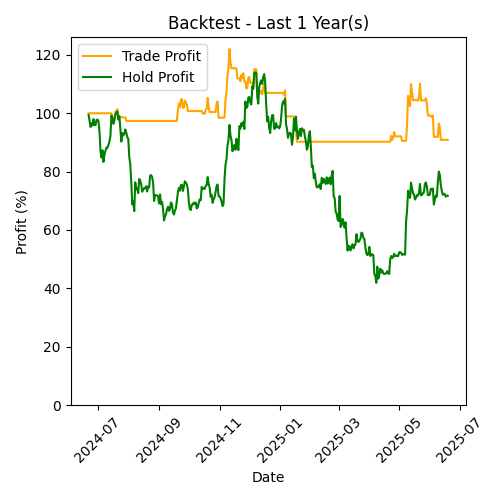 Backtest - Last 1 Year(s)
Trade Profit
Hold Profit
Profit (%)
120
100
80
60
40
20
0
2024-07
2024-09
2024-11
2025-01
2025-03
2025-05
2025-07
Date